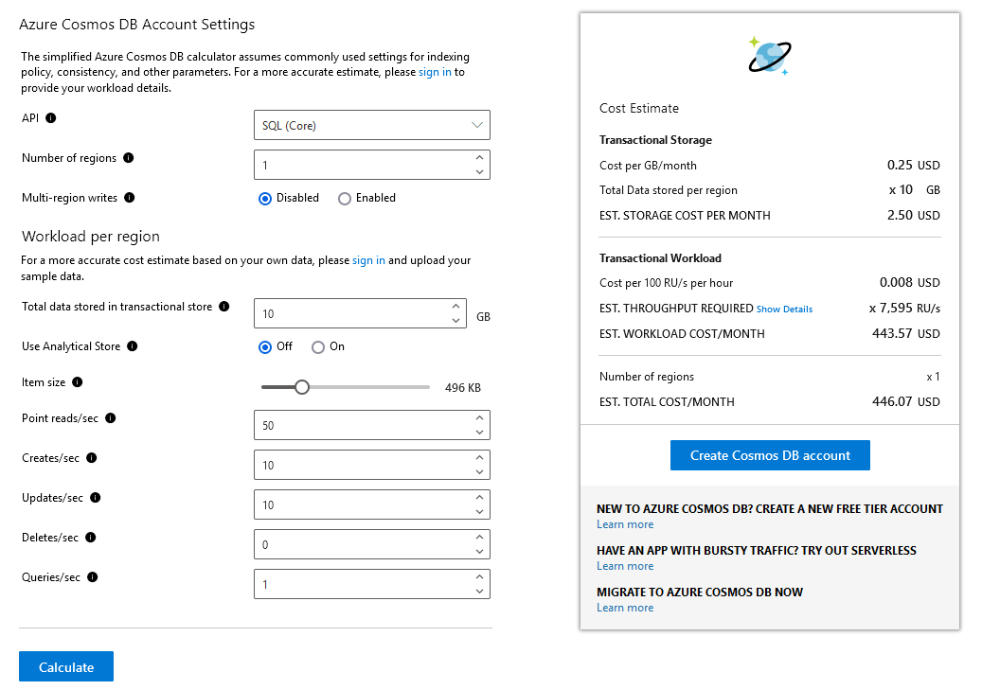 Azure Cosmos DB Account Settings
The simplified Azure Cosmos DB calculator assumes commonly used settings for indexing
policy, consistency, and other parameters. For a more accurate estimate, please sign in to
provide your workload details.
API
SQL (Core)
Number of regions
1
Multi-region writes
Disabled Enabled
Workload per region
For a more accurate cost estimate based on your own data, please sign in and upload your
sample data.
Total data stored in transactional store
10 GB
Use Analytical Store
Off On
Item size
496 KB
Point reads/sec
50
Creates/sec
10
Updates/sec
10
Deletes/sec
0
Queries/sec
1
Calculate
Cost Estimate
Transactional Storage
Cost per GB/month 0.25 USD
Total Data stored per region x 10 GB
EST. STORAGE COST PER MONTH 2.50 USD
Transactional Workload
Cost per 100 RU/s per hour 0.008 USD
EST. THROUGHPUT REQUIRED Show Details x 7,595 RU/s
EST. WORKLOAD COST/MONTH 443.57 USD
Number of regions x 1
EST. TOTAL COST/MONTH 446.07 USD
Create Cosmos DB account
NEW TO AZURE COSMOS DB? CREATE A NEW FREE TIER ACCOUNT
Learn more
HAVE AN APP WITH BURSTY TRAFFIC? TRY OUT SERVERLESS
Learn more
MIGRATE TO AZURE COSMOS DB NOW
Learn more